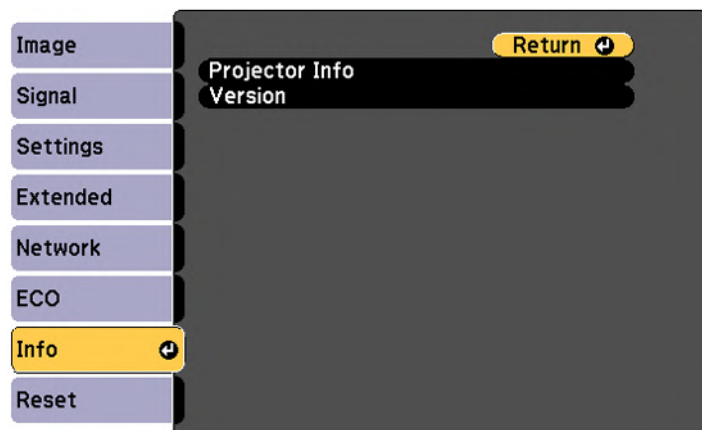 Image
Signal
Settings
Extended
Network
ECO
Info
Reset
Return
Projector Info
Version